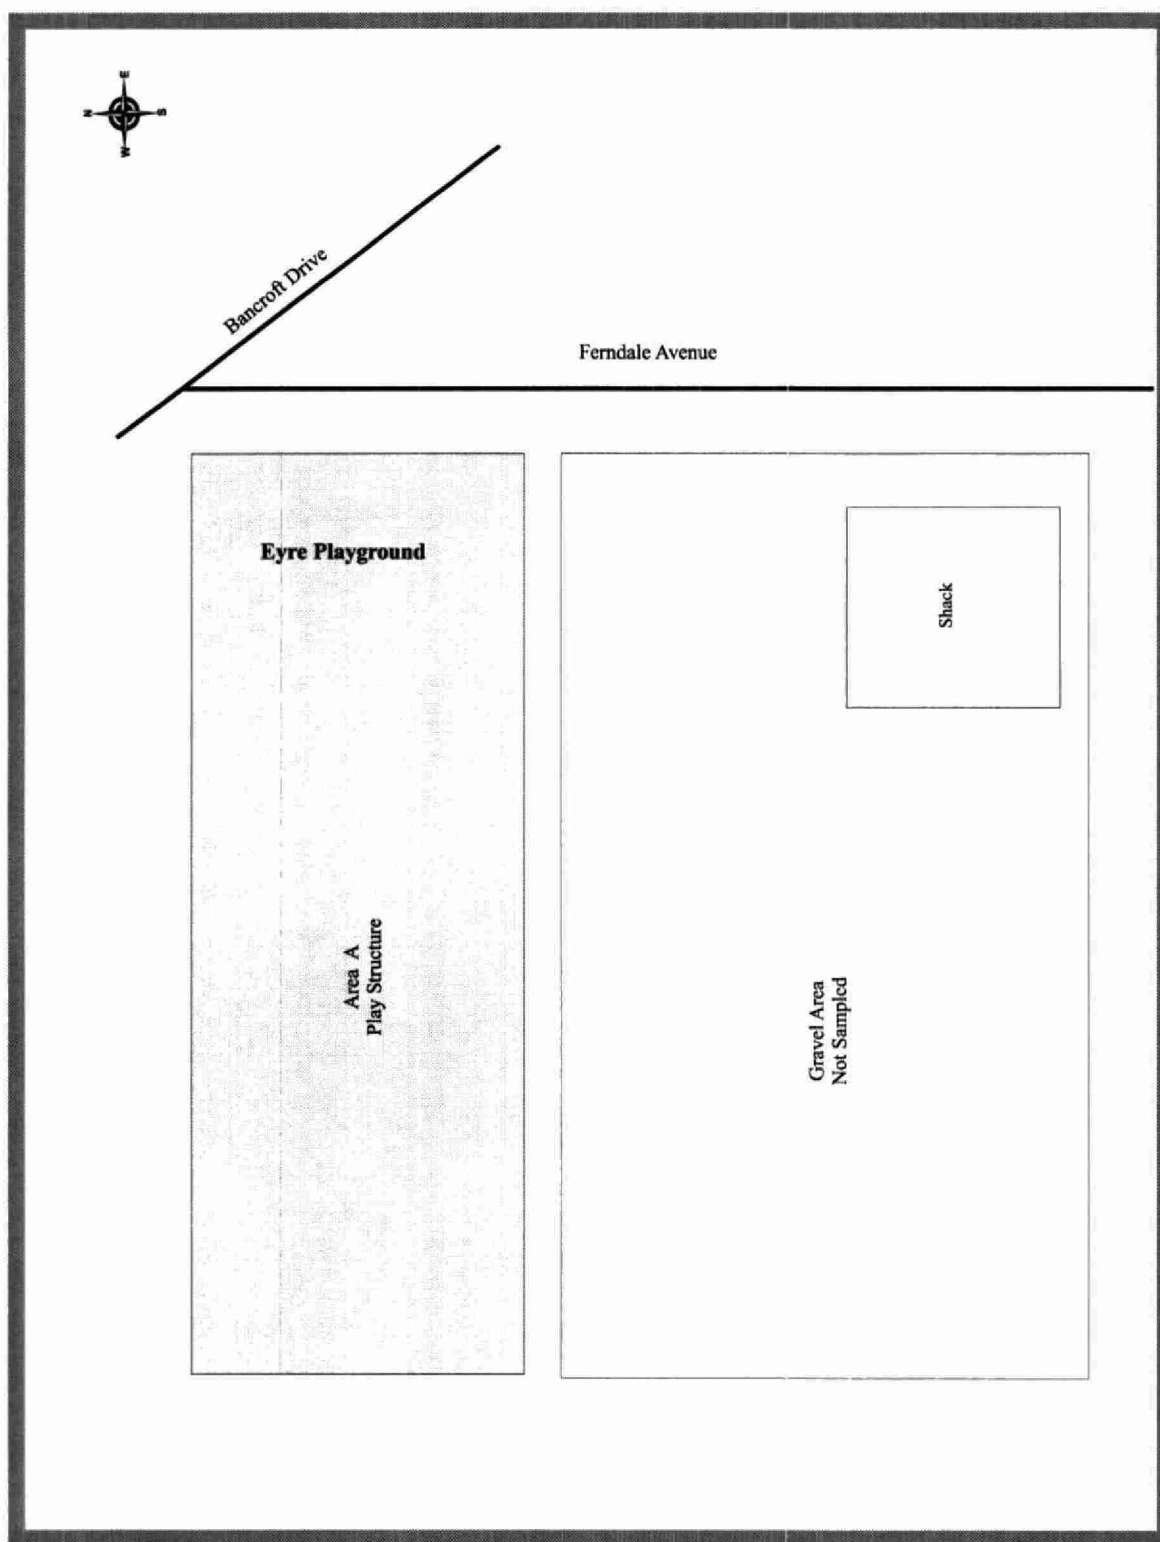 E
N
S
W
Bancroft Drive
Ferndale Avenue
Eyre Playground
Shack
Area A
Play Structure
Gravel Area
Not Sampled